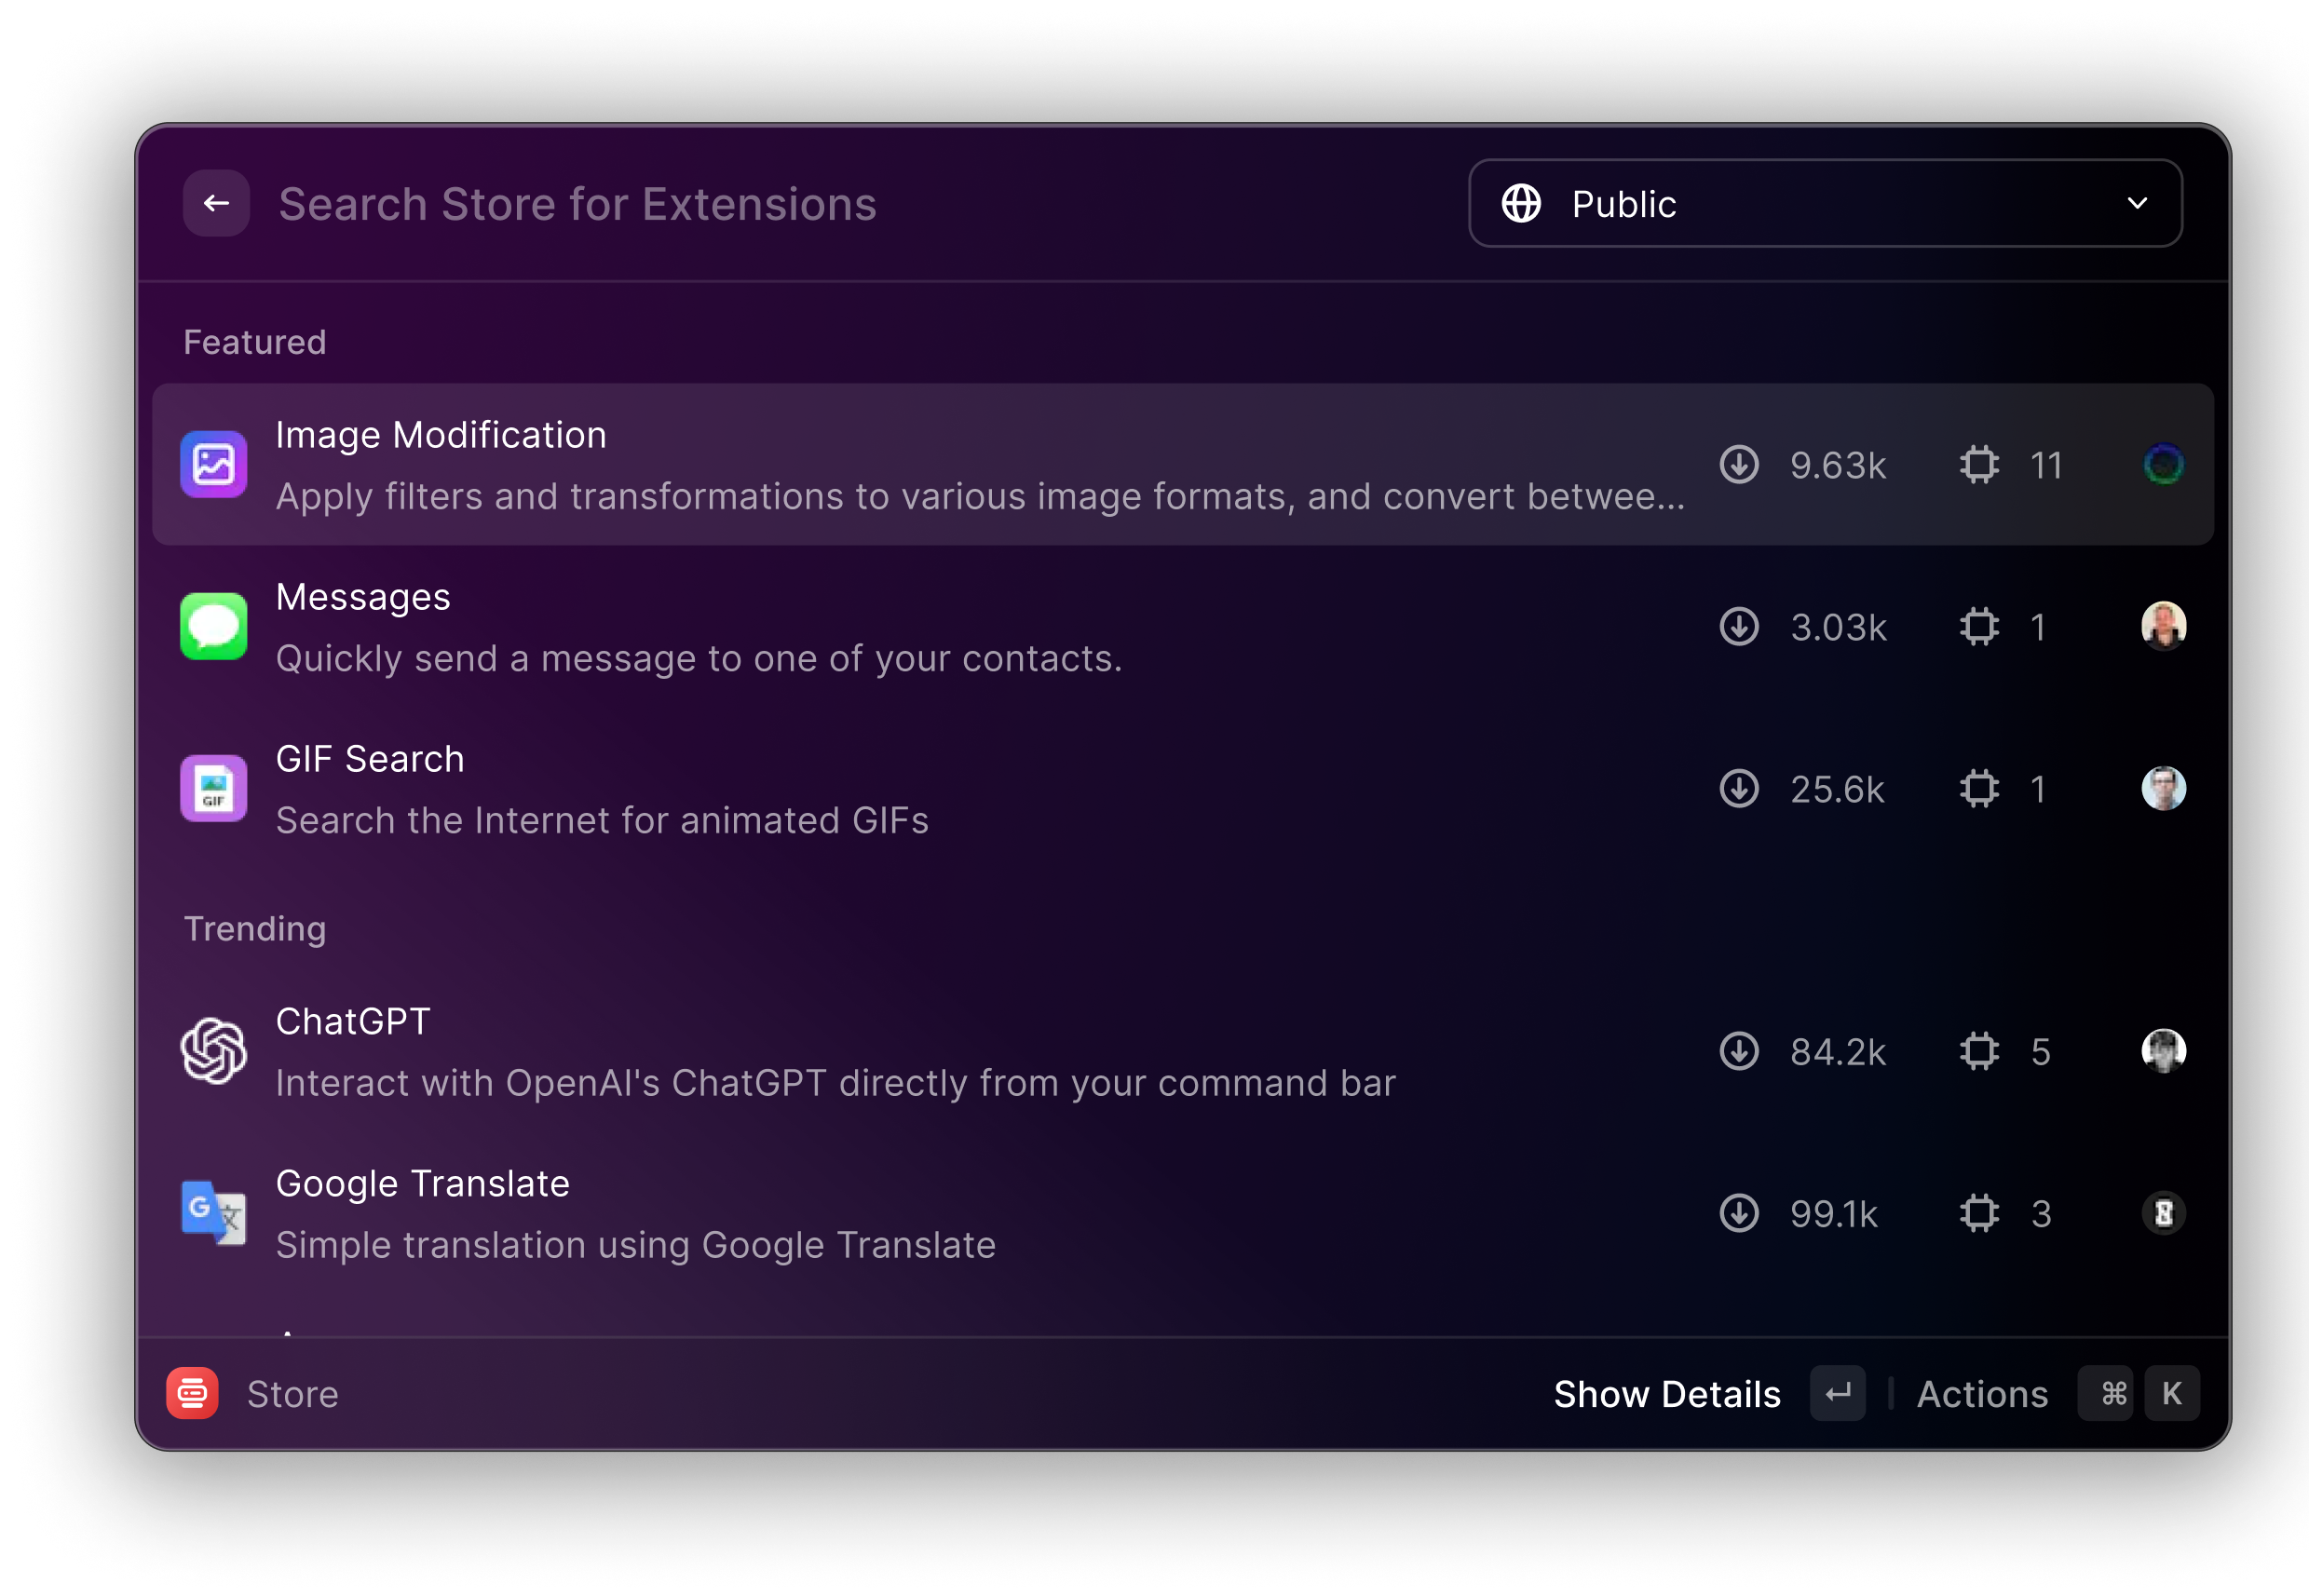 Search Store for Extensions
Public
Featured
Image Modification
Apply filters and transformations to various image formats, and convert betwee...
9.63k
11
Messages
Quickly send a message to one of your contacts.
3.03k
1
GIF
GIF Search
Search the Internet for animated GIFs
25.6k
1
Trending
ChatGPT
Interact with OpenAI's ChatGPT directly from your command bar
84.2k
5
G 文
Google Translate
Simple translation using Google Translate
99.1k
3
Store
Show Details
Actions
⌘ K